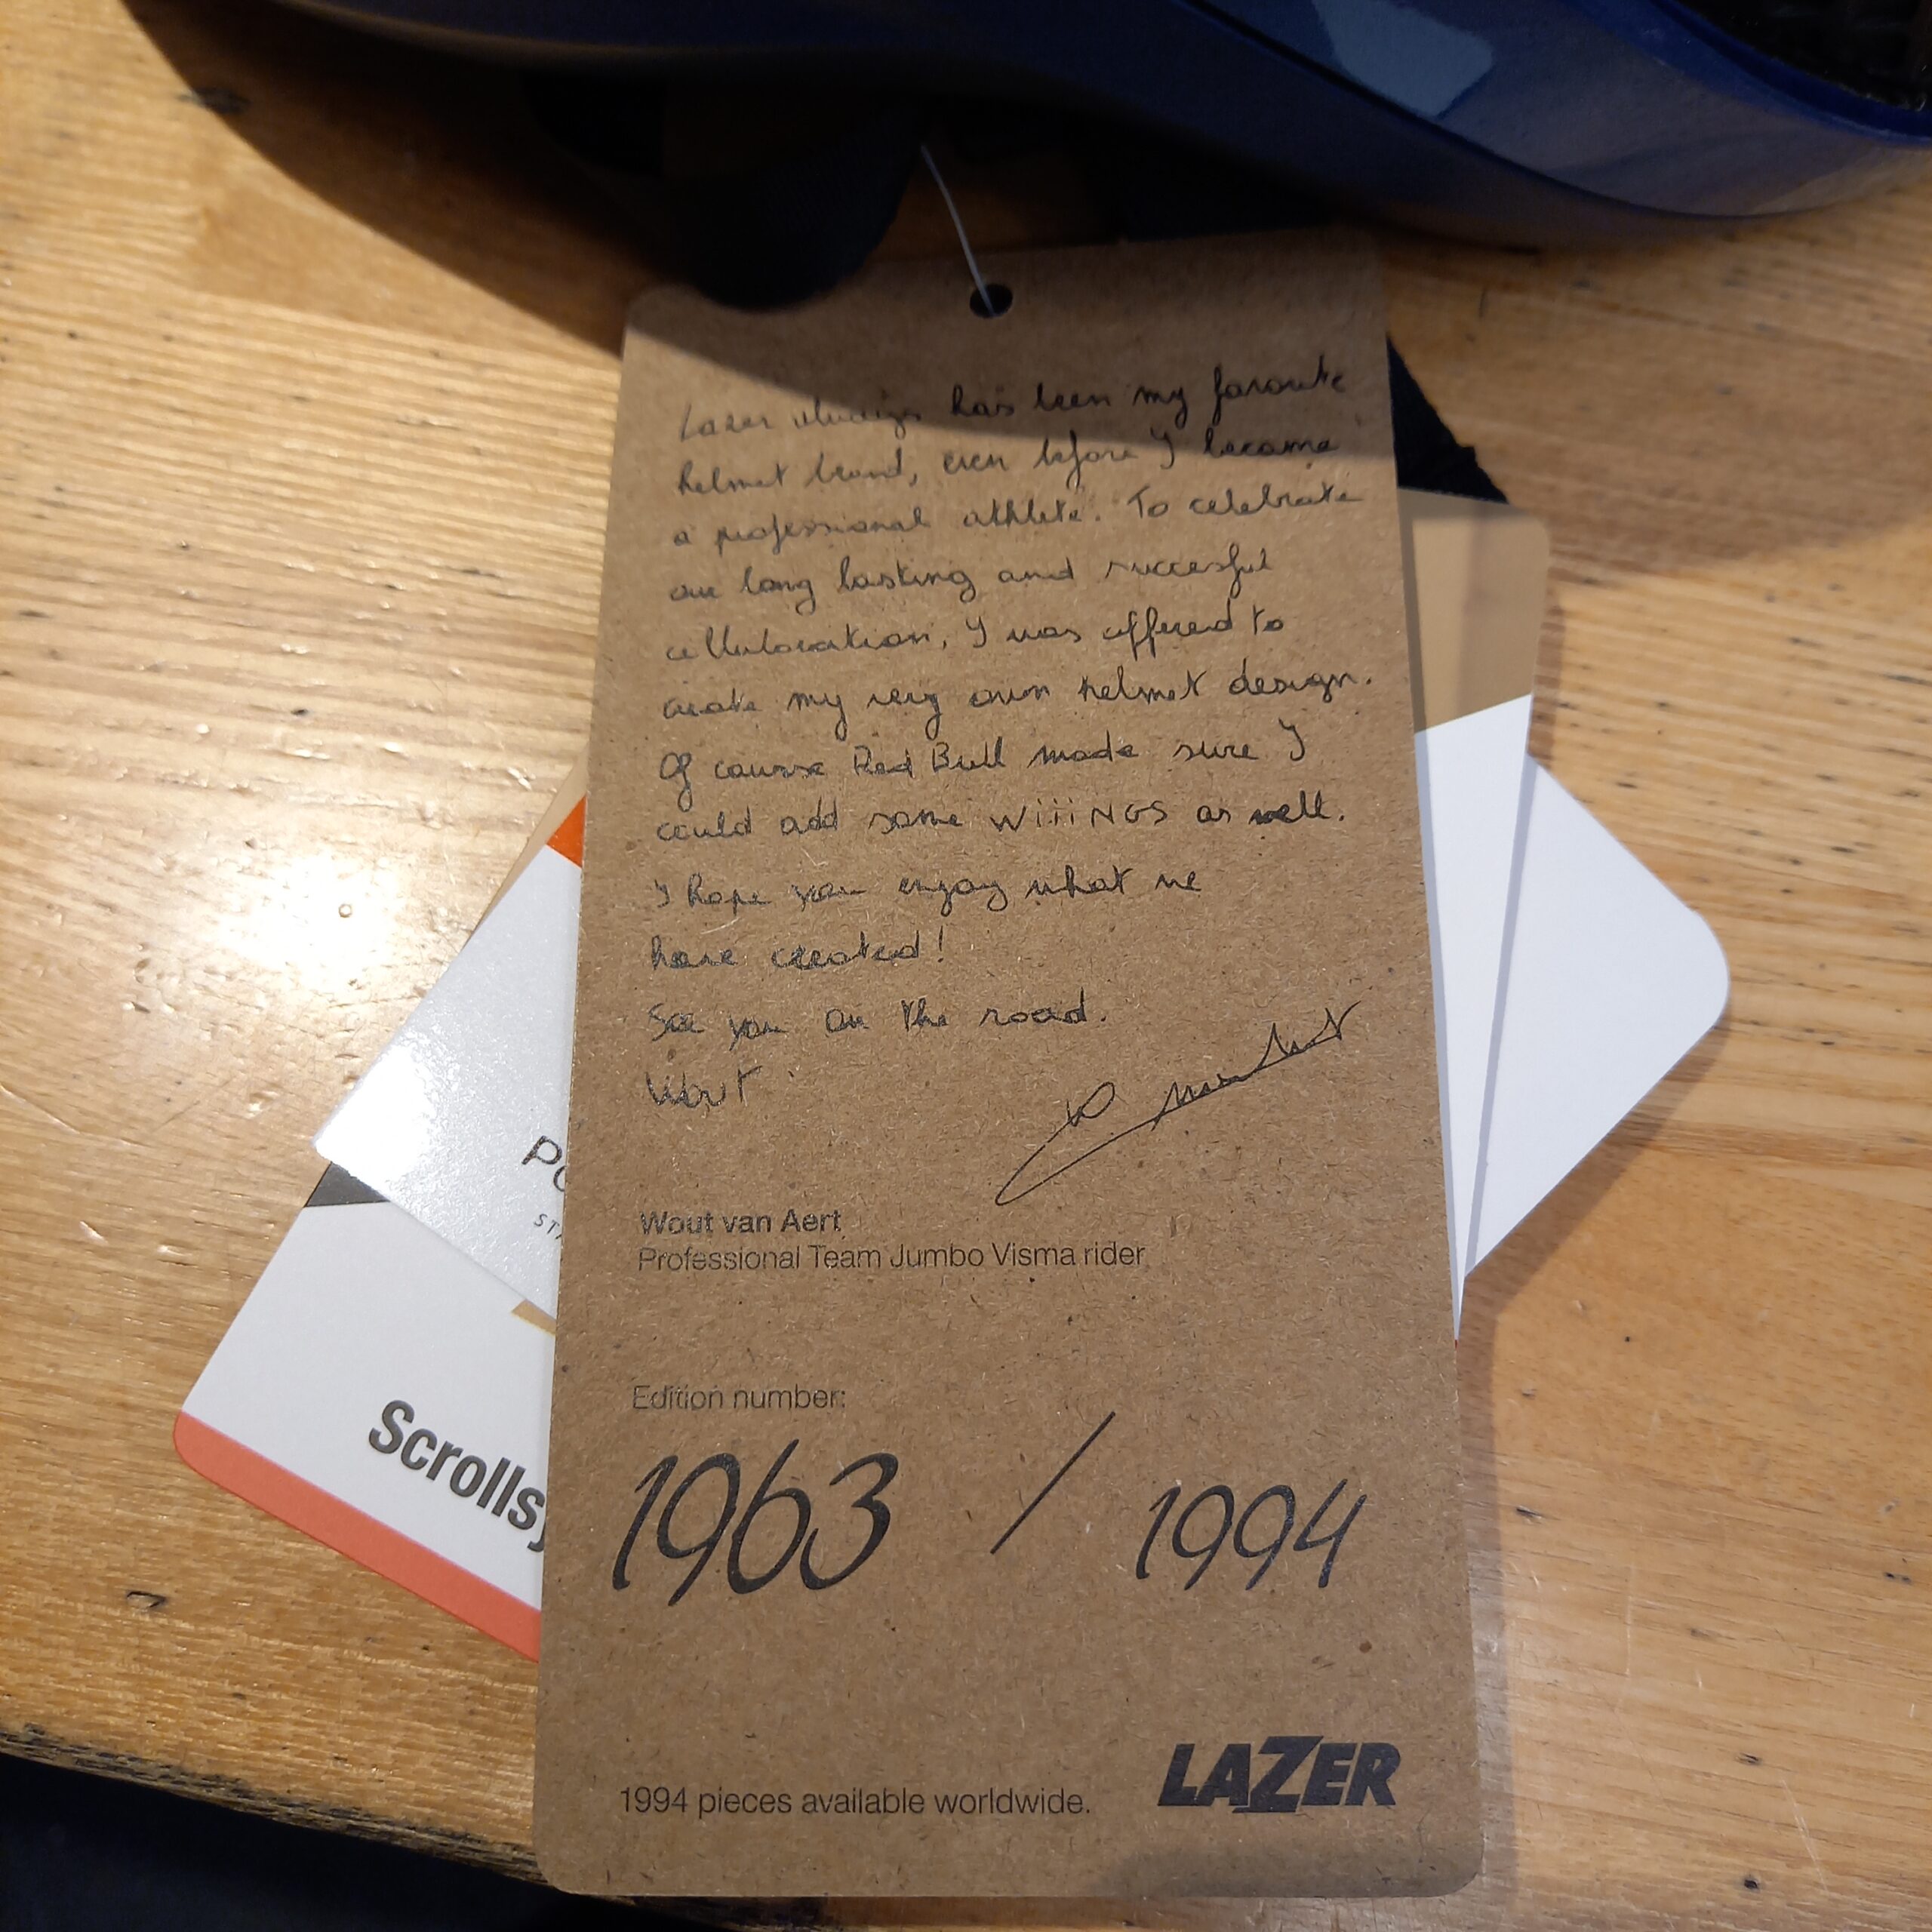 Lazer always has been my favourite
helmet brand, even before I became
a professional athlete. To celebrate
our long lasting and succesful
collaboration, I was offered to
create my very own helmet design.
Of course Red Bull made sure I
could add some WiiiNGS as well.
I hope you enjoy what we
have created!
See you on the road.
Wout
Wout van Aert
Professional Team Jumbo Visma rider
Edition number:
1963 / 1994
1994 pieces available worldwide.
LAZER
Scrolls